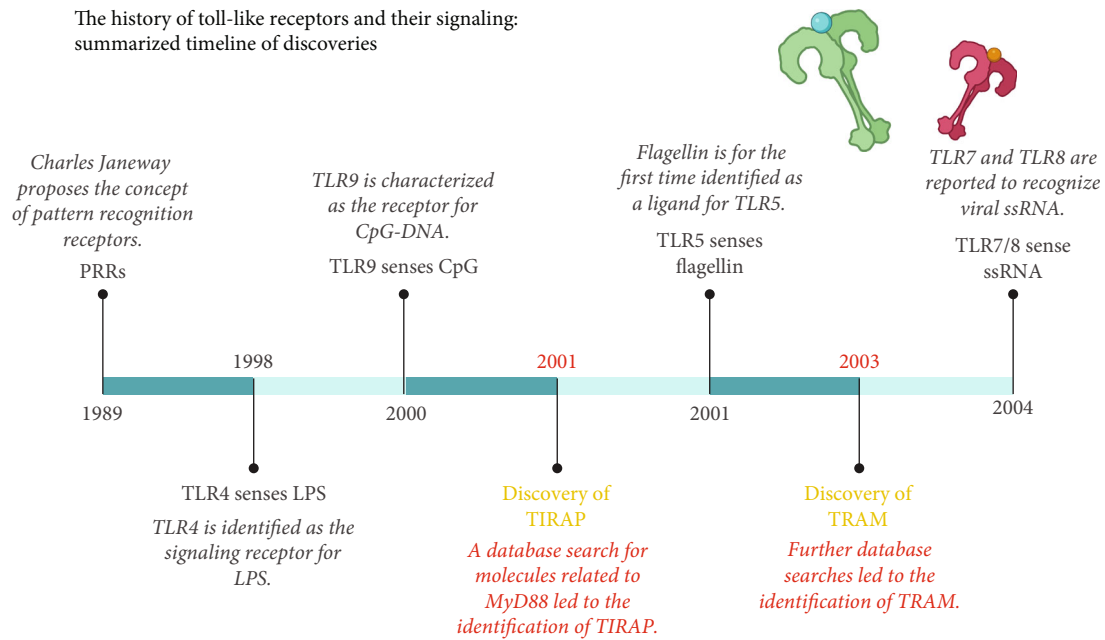 The history of toll-like receptors and their signaling:
summarized timeline of discoveries
Charles Janeway
proposes the concept
of pattern recognition
receptors.
PRRs
1989
1998
TLR4 senses LPS
TLR4 is identified as the
signaling receptor for
LPS.
TLR9 is characterized
as the receptor for
CpG-DNA.
TLR9 senses CpG
2000
2001
Discovery of
TIRAP
A database search for
molecules related to
MyD88 led to the
identification of TIRAP.
Flagellin is for the
first time identified as
a ligand for TLR5.
TLR5 senses
flagellin
2001
2003
Discovery of
TRAM
Further database
searches led to the
identification of TRAM.
TLR7 and TLR8 are
reported to recognize
viral ssRNA.
TLR7/8 sense
ssRNA
2004